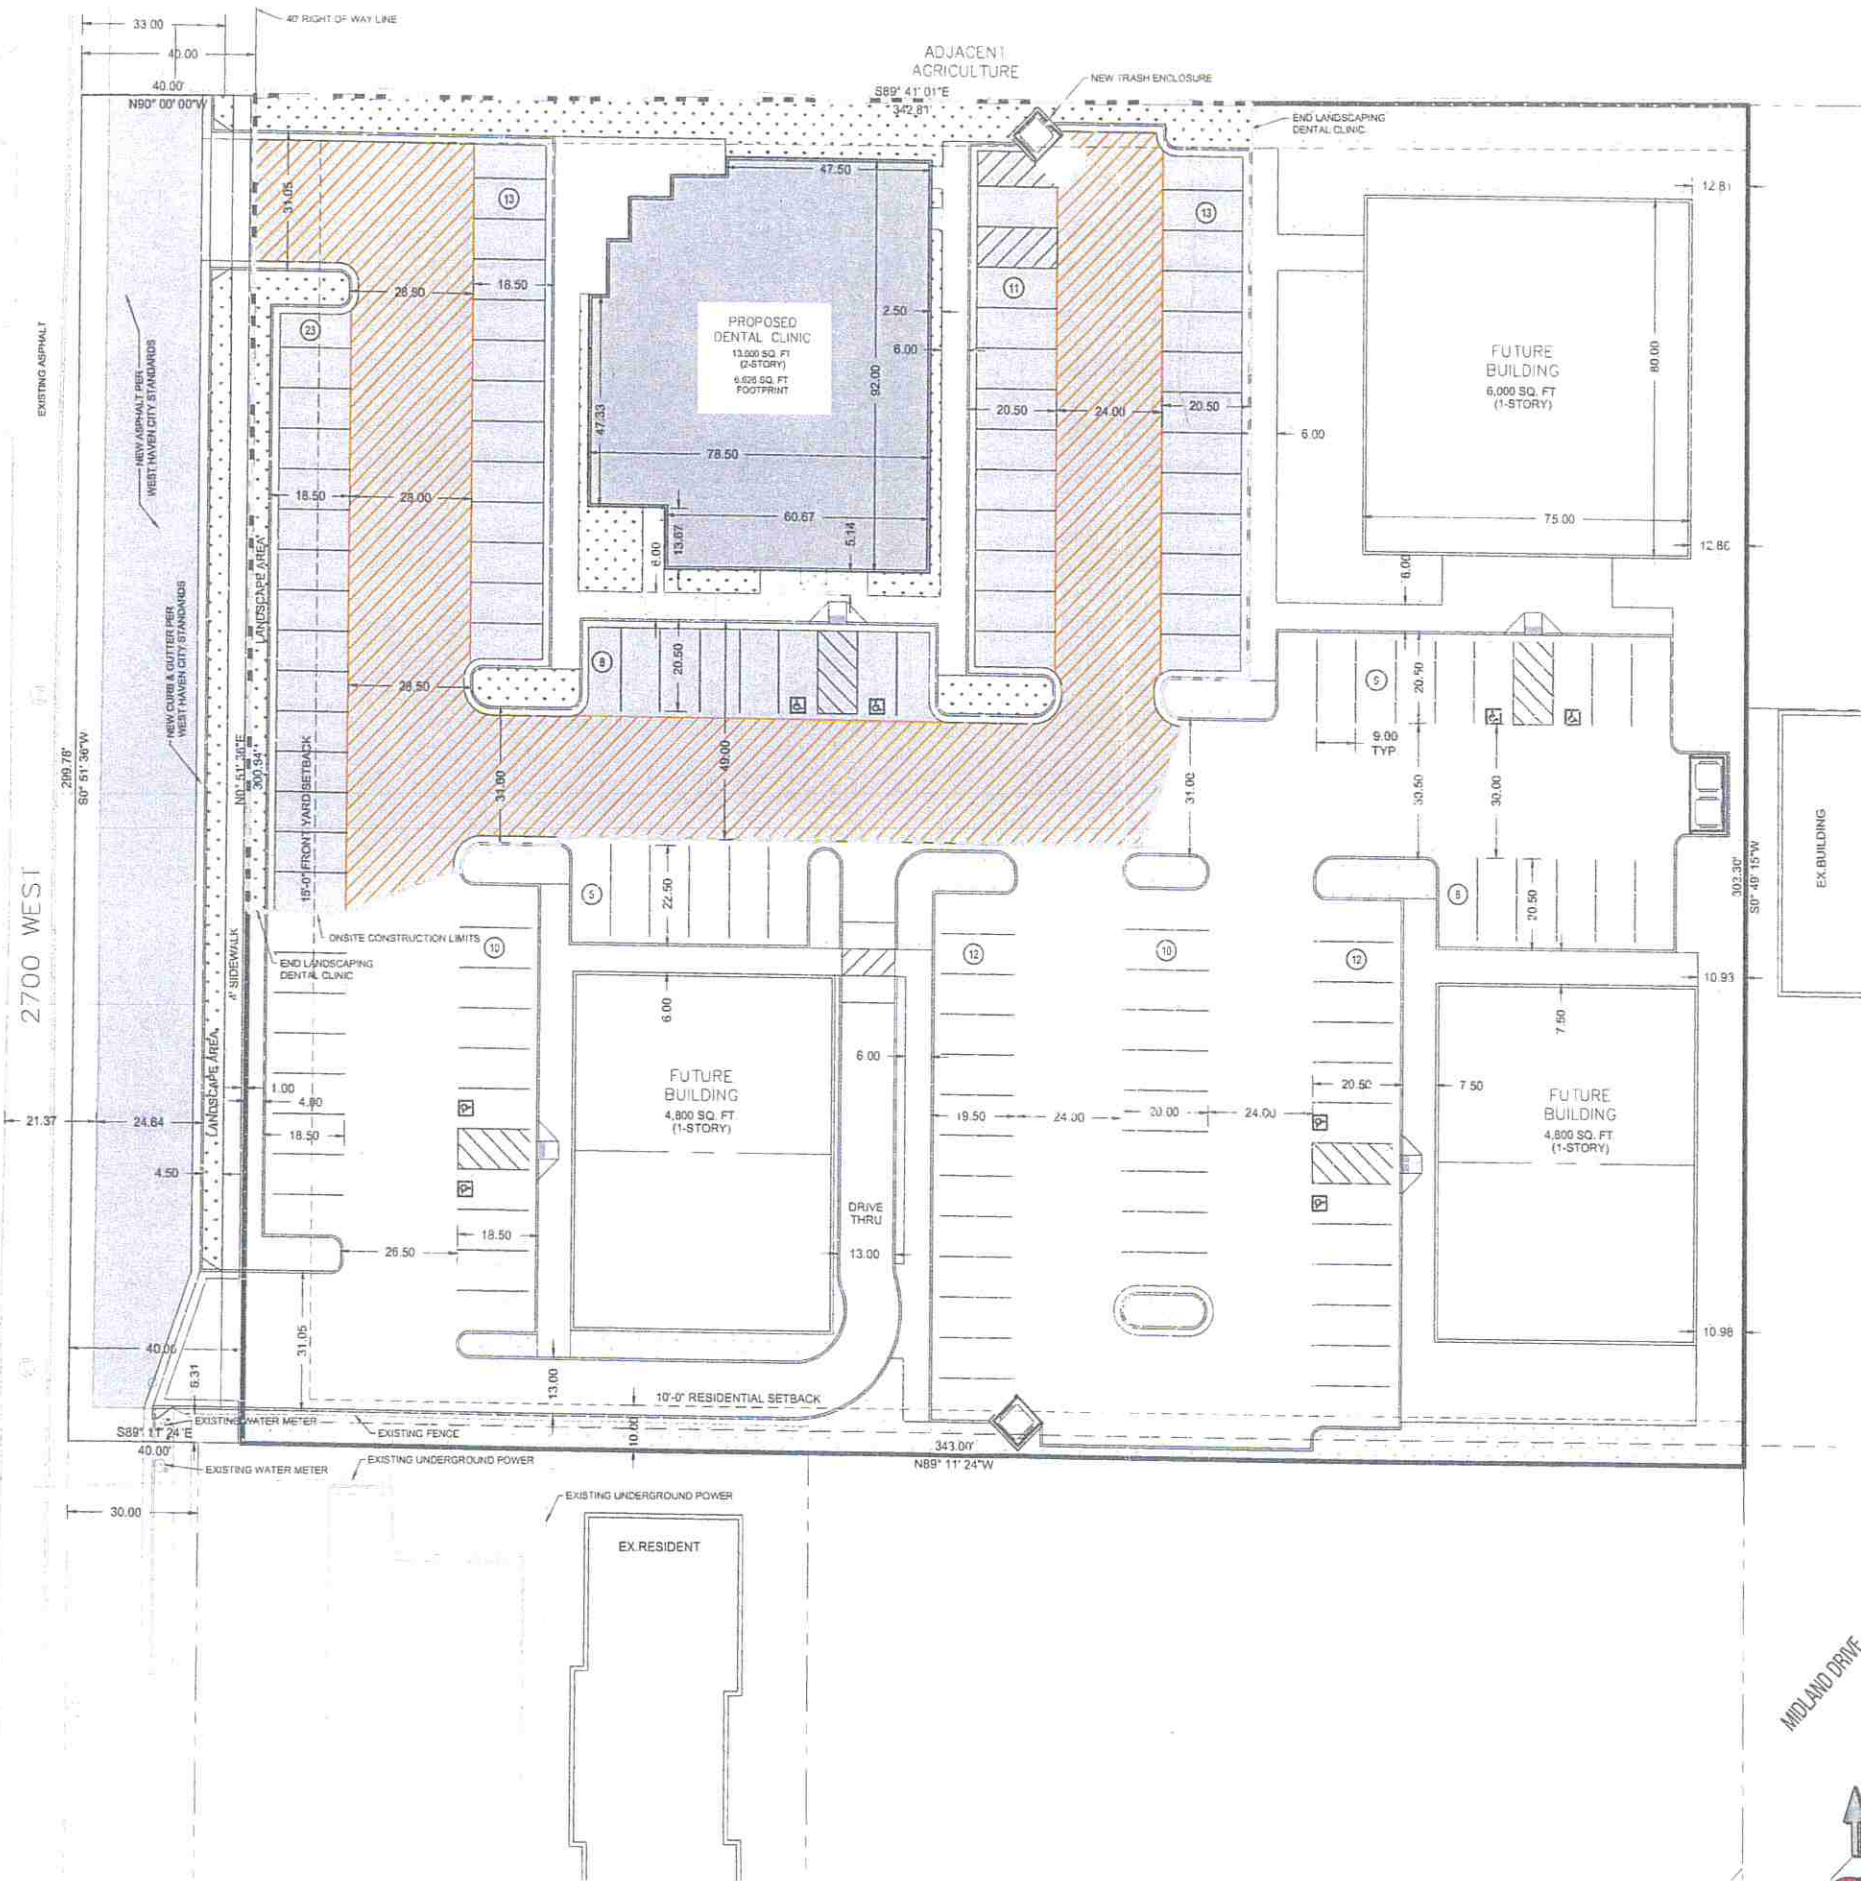 33.00
40' RIGHT OF WAY LINE
40.00
40.00'
N90° 00' 00"W
ADJACENT
AGRICULTURE
S89° 41' 01"E
342.81'
NEW TRASH ENCLOSURE
END LANDSCAPING
DENTAL CLINIC
31.05
13
47.50
13
12.81
28.50
18.50
23
11
2.50
6.00
PROPOSED
DENTAL CLINIC
13,000 SQ. FT
(2-STORY)
6,626 SQ. FT
FOOTPRINT
92.00
47.33
78.50
60.67
13.67
5.14
6.00
FUTURE
BUILDING
6,000 SQ. FT
(1-STORY)
80.00
75.00
12.86
6.00
6.00
20.50
24.00
20.50
EXISTING ASPHALT
NEW ASPHALT PER
WEST HAVEN CITY STANDARDS
NEW CURB & GUTTER PER
WEST HAVEN CITY STANDARDS
18.50
28.00
LANDSCAPE AREA
28.50
8
20.50
49.00
31.00
31.00
20.50
9.00
TYP
30.50
30.00
299.78'
S0° 51' 36"W
N0° 51' 36"E
300.94'
15'-0" FRONT YARD SETBACK
EX.BUILDING
303.30'
S0° 49' 15"W
2700 WEST
ONSITE CONSTRUCTION LIMITS
END LANDSCAPING
DENTAL CLINIC
4' SIDEWALK
LANDSCAPE AREA
22.50
10
12
10
12
8
20.50
10.93
6.00
7.50
FUTURE
BUILDING
4,800 SQ. FT.
(1-STORY)
6.00
1.00
18.50
21.37
24.64
4.50
19.50
24.00
20.00
24.00
20.50
7.50
FUTURE
BUILDING
4,800 SQ. FT.
(1-STORY)
DRIVE
THRU
13.00
18.50
26.50
31.05
13.00
10.98
10'-0" RESIDENTIAL SETBACK
10.00
EXISTING WATER METER
EXISTING FENCE
S89° 11' 24"E
40.00'
343.00'
N89° 11' 24"W
EXISTING WATER METER
EXISTING UNDERGROUND POWER
30.00
EXISTING UNDERGROUND POWER
EX.RESIDENT
MIDLAND DRIVE